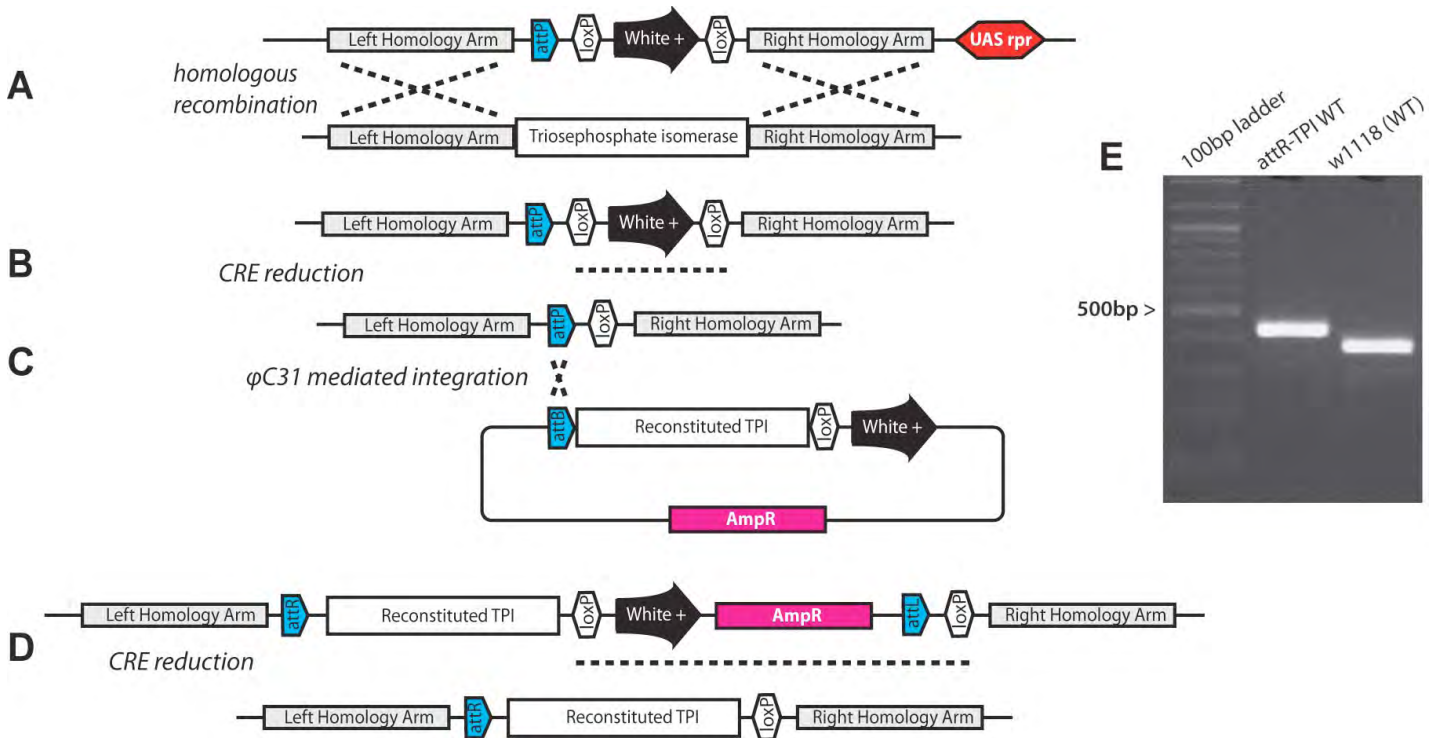 Left Homology Arm attP loxP White + loxP Right Homology Arm UAS rpr
A
homologous
recombination
Left Homology Arm Triosephosphate isomerase Right Homology Arm
Left Homology Arm attP loxP White + loxP Right Homology Arm
B
CRE reduction
Left Homology Arm attP loxP Right Homology Arm
C
φC31 mediated integration
attB Reconstituted TPI loxP White +
AmpR
Left Homology Arm attR Reconstituted TPI loxP White + AmpR attL loxP Right Homology Arm
D
CRE reduction
Left Homology Arm attR Reconstituted TPI loxP Right Homology Arm
E
100bp ladder
attR-TPI WT
w1118 (WT)
500bp >